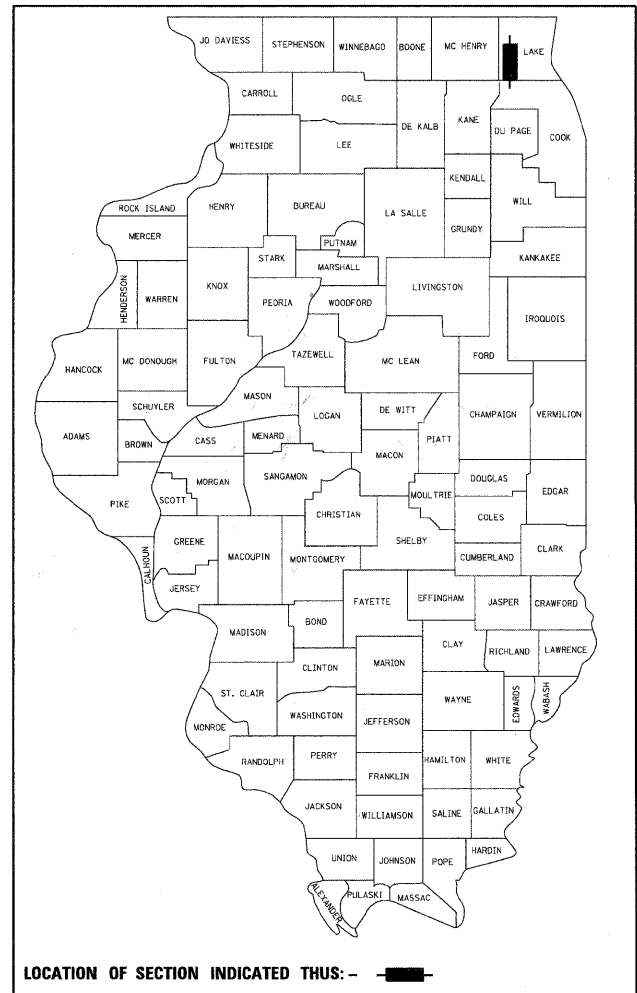 JO DAVIESS
STEPHENSON
WINNEBAGO
BOONE
MC HENRY
LAKE
CARROLL
OGLE
DE KALB
KANE
DU PAGE
COOK
WHITESIDE
LEE
KENDALL
WILL
ROCK ISLAND
HENRY
BUREAU
LA SALLE
GRUNDY
MERCER
PUTNAM
KANKAKEE
STARK
MARSHALL
HENDERSON
WARREN
KNOX
PEORIA
WOODFORD
LIVINGSTON
IROQUOIS
HANCOCK
MC DONOUGH
FULTON
TAZEWELL
MC LEAN
FORD
SCHUYLER
MASON
LOGAN
DE WITT
CHAMPAIGN
VERMILION
ADAMS
BROWN
CASS
MENARD
MACON
PIATT
PIKE
SCOTT
MORGAN
SANGAMON
CHRISTIAN
MOULTRIE
DOUGLAS
EDGAR
COLES
GREENE
MACOUPIN
MONTGOMERY
SHELBY
CUMBERLAND
CLARK
CALHOUN
JERSEY
FAYETTE
EFFINGHAM
JASPER
CRAWFORD
MADISON
BOND
CLAY
RICHLAND
LAWRENCE
CLINTON
MARION
ST. CLAIR
WAYNE
EDWARDS
WABASH
WASHINGTON
JEFFERSON
MONROE
RANDOLPH
PERRY
HAMILTON
WHITE
FRANKLIN
JACKSON
WILLIAMSON
SALINE
GALLATIN
UNION
JOHNSON
POPE
HARDIN
ALEXANDER
PULASKI
MASSAC
LOCATION OF SECTION INDICATED THUS: -